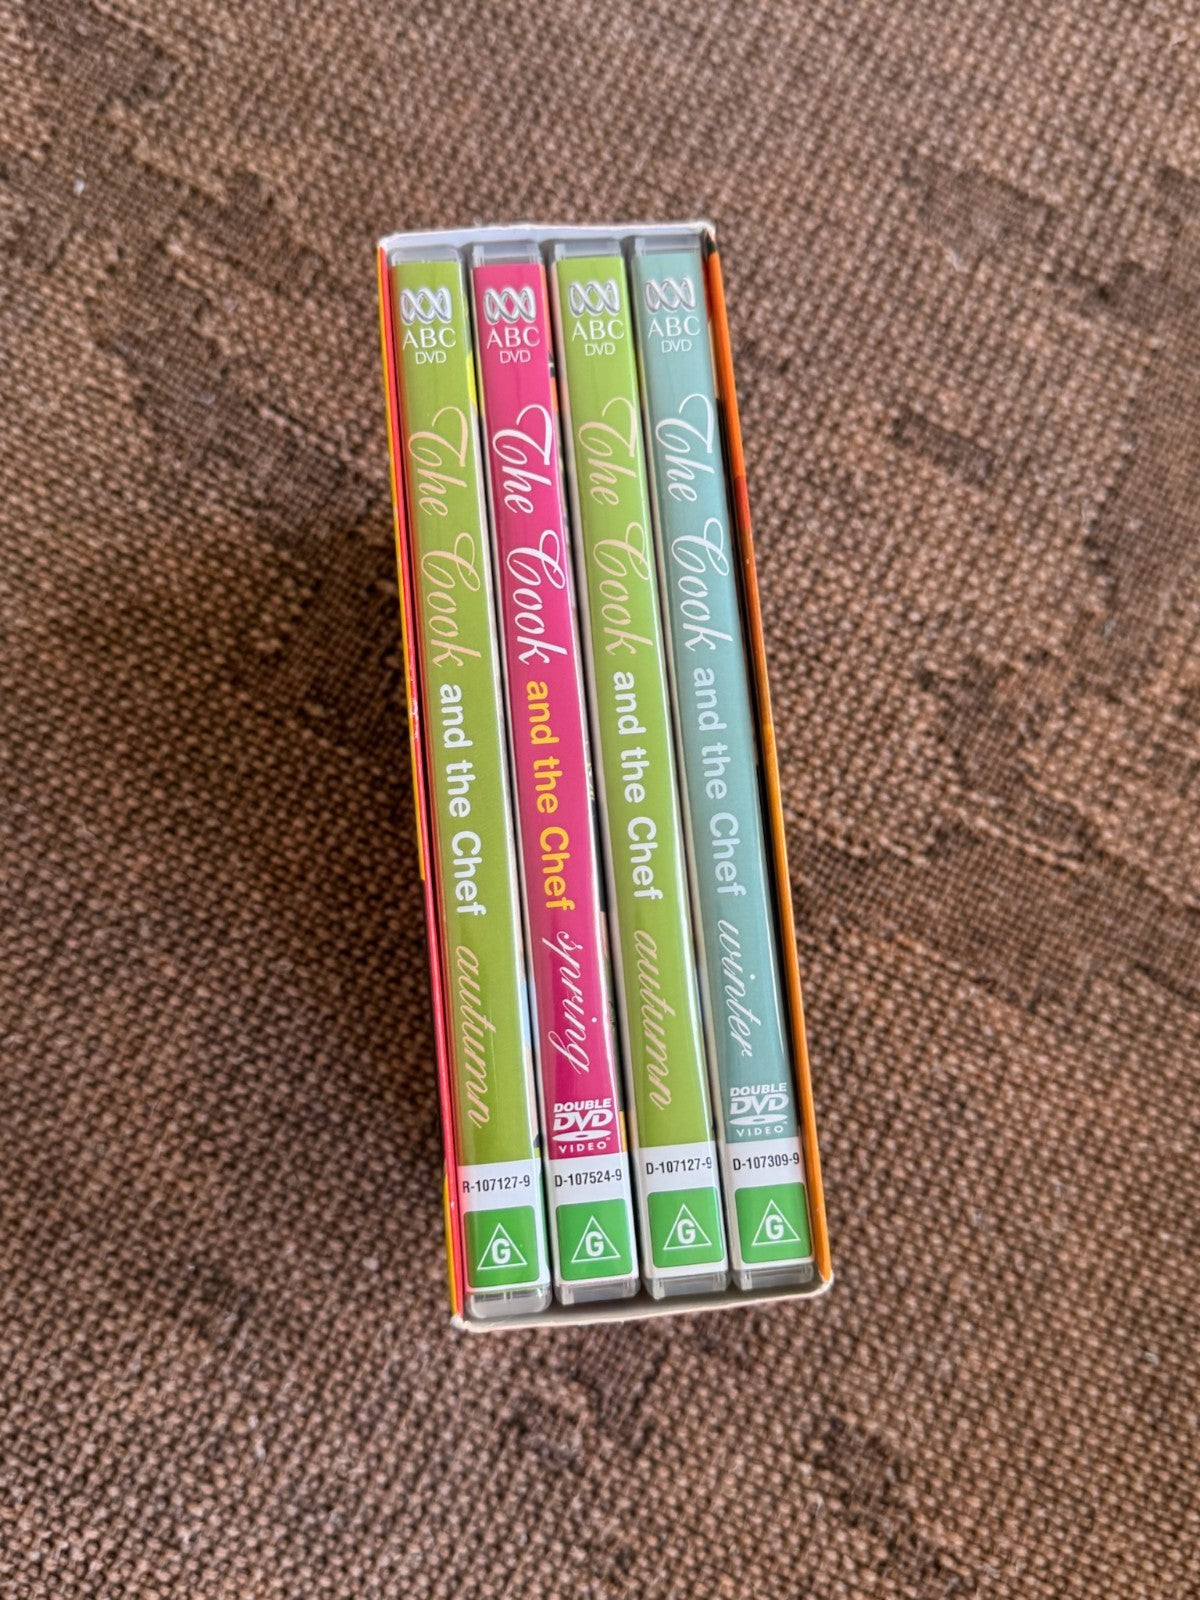 ABC
DVD
The Cook and the Chef autumn
R-107127-9
G
ABC
DVD
The Cook and the Chef spring
DOUBLE
DVD
VIDEO
D-107524-9
G
ABC
DVD
The Cook and the Chef autumn
D-107127-9
G
ABC
DVD
The Cook and the Chef winter
DOUBLE
DVD
VIDEO
D-107309-9
G